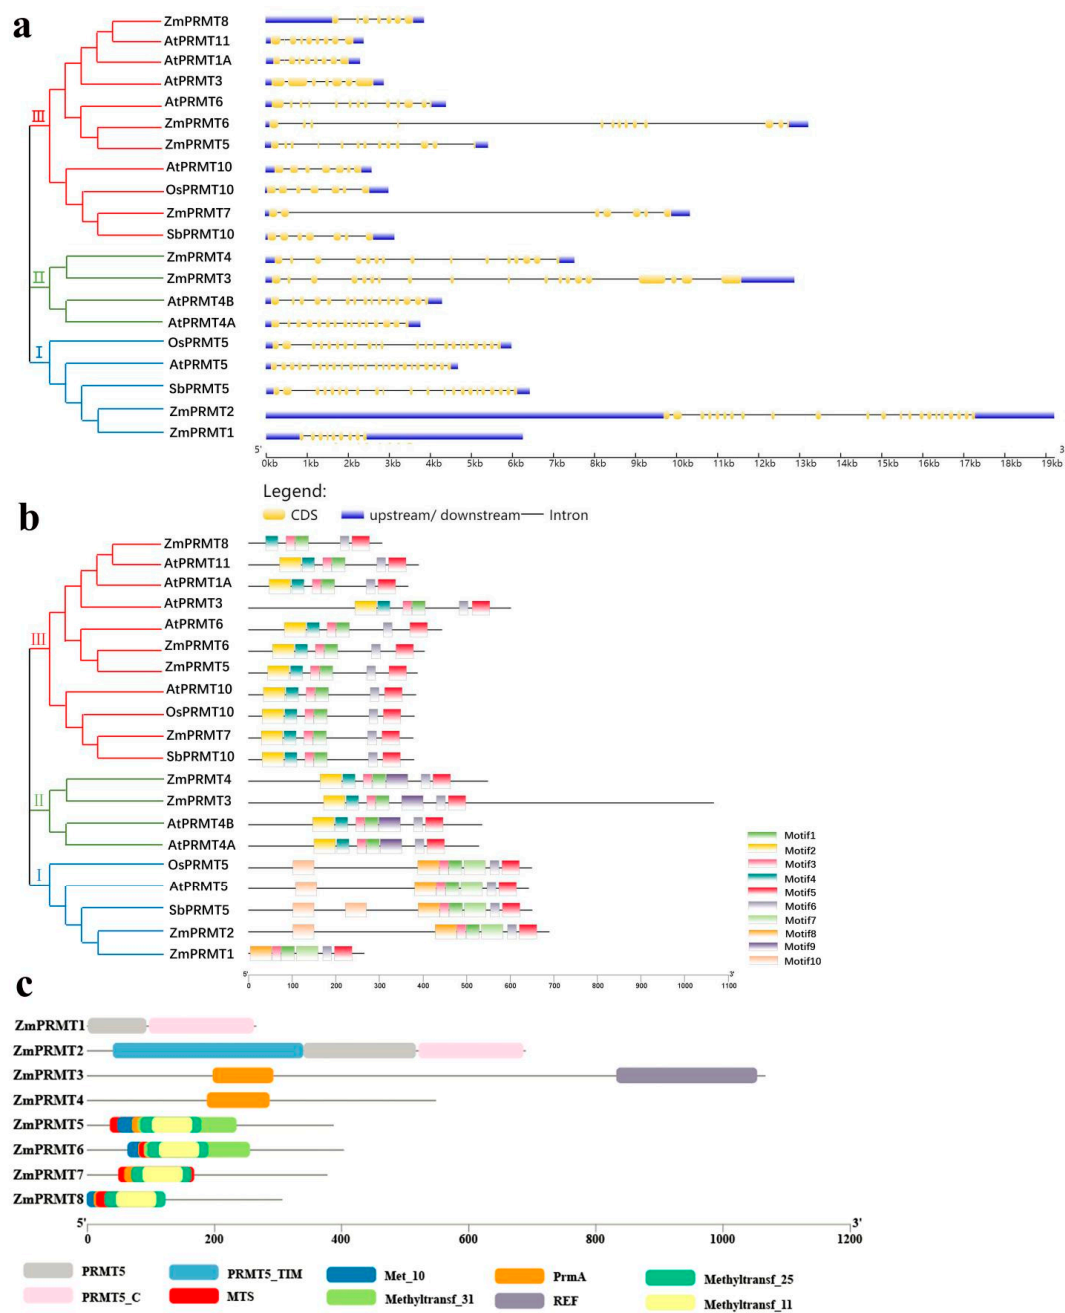 a
ZmPRMT8
AtPRMT11
AtPRMT1A
AtPRMT3
AtPRMT6
III
ZmPRMT6
ZmPRMT5
AtPRMT10
OsPRMT10
ZmPRMT7
SbPRMT10
ZmPRMT4
II
ZmPRMT3
AtPRMT4B
AtPRMT4A
OsPRMT5
I
AtPRMT5
SbPRMT5
ZmPRMT2
ZmPRMT1
5' 3
0kb 1kb 2kb 3kb 4kb 5kb 6kb 7kb 8kb 9kb 10kb 11kb 12kb 13kb 14kb 15kb 16kb 17kb 18kb 19kb
Legend:
CDS upstream/ downstream Intron
b
ZmPRMT8
AtPRMT11
AtPRMT1A
AtPRMT3
AtPRMT6
III
ZmPRMT6
ZmPRMT5
AtPRMT10
OsPRMT10
ZmPRMT7
SbPRMT10
ZmPRMT4
II
ZmPRMT3
AtPRMT4B
AtPRMT4A
OsPRMT5
I
AtPRMT5
SbPRMT5
ZmPRMT2
ZmPRMT1
Motif1
Motif2
Motif3
Motif4
Motif5
Motif6
Motif7
Motif8
Motif9
Motif10
5' 3'
0 100 200 300 400 500 600 700 800 900 1000 1100
c
ZmPRMT1
ZmPRMT2
ZmPRMT3
ZmPRMT4
ZmPRMT5
ZmPRMT6
ZmPRMT7
ZmPRMT8
5' 3'
0 200 400 600 800 1000 1200
PRMT5 PRMT5_TIM Met_10 PrmA Methyltransf_25
PRMT5_C MTS Methyltransf_31 REF Methyltransf_11